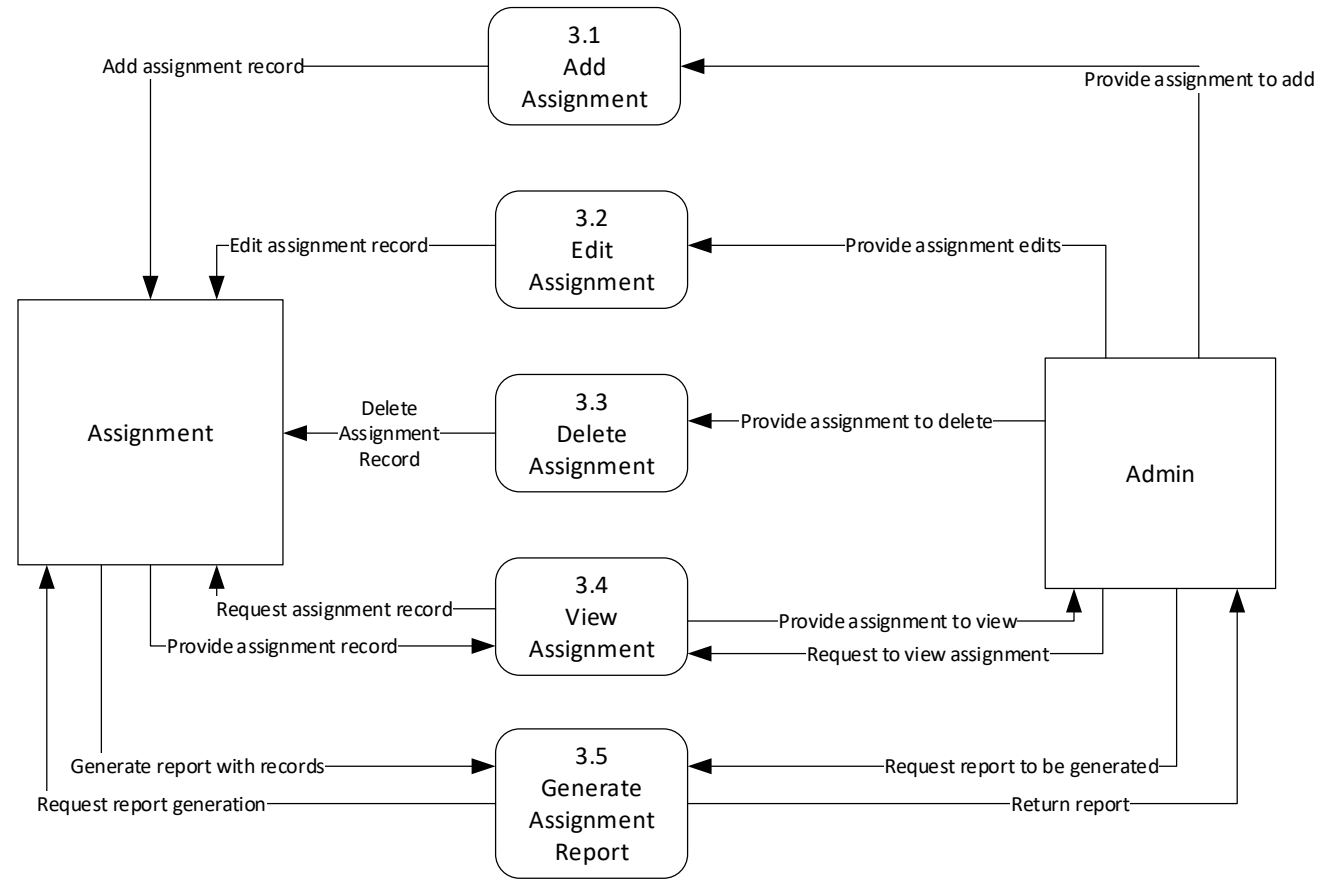 3.1
Add
Assignment
Add assignment record
Provide assignment to add
3.2
Edit
Assignment
Edit assignment record
Provide assignment edits
Assignment
Delete
Assignment
Record
3.3
Delete
Assignment
Provide assignment to delete
Admin
3.4
View
Assignment
Request assignment record
Provide assignment record
Provide assignment to view
Request to view assignment
3.5
Generate
Assignment
Report
Generate report with records
Request report generation
Request report to be generated
Return report